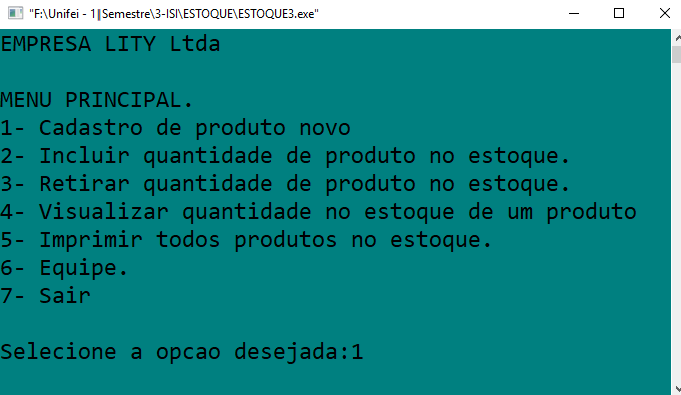 "F:\Unifei - 1║Semestre\3-ISI\ESTOQUE\ESTOQUE3.exe"
EMPRESA LITY Ltda
MENU PRINCIPAL.
1- Cadastro de produto novo
2- Incluir quantidade de produto no estoque.
3- Retirar quantidade de produto no estoque.
4- Visualizar quantidade no estoque de um produto
5- Imprimir todos produtos no estoque.
6- Equipe.
7- Sair
Selecione a opcao desejada:1